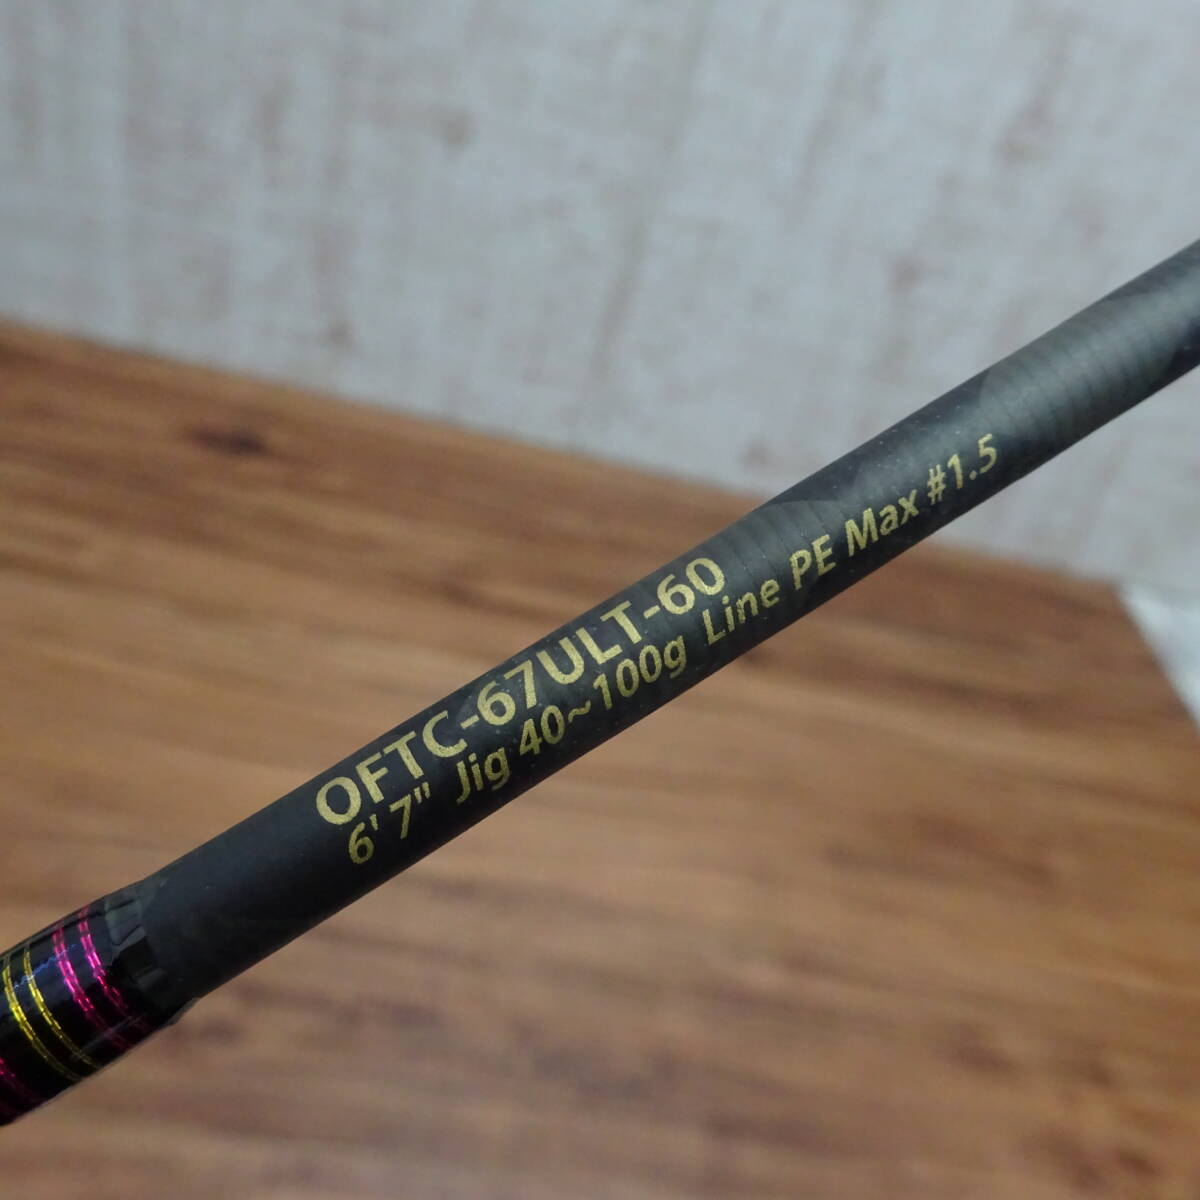 OFTC-67ULT-60
6' 7" Jig 40~100g Line PE Max #1.5